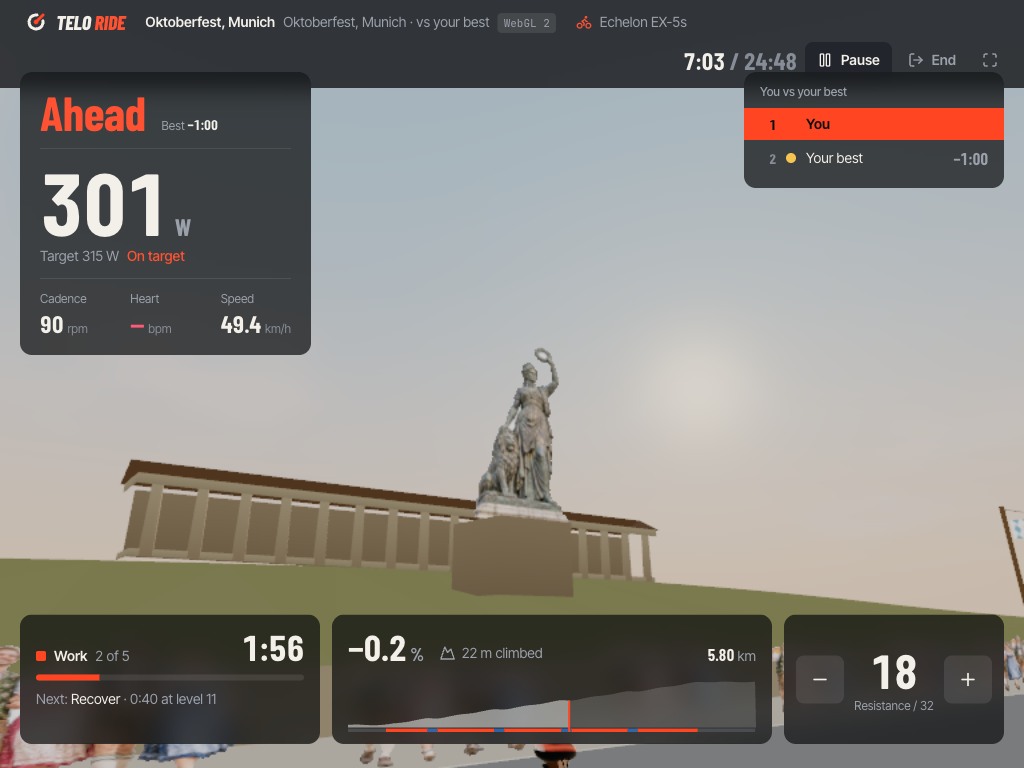 TELO RIDE Oktoberfest, Munich Oktoberfest, Munich · vs your best WebGL 2 Echelon EX-5s
7:03 / 24:48 Pause End
Ahead Best −1:00
301 W
Target 315 W On target
Cadence Heart Speed
90 rpm — bpm 49.4 km/h
You vs your best
1 You
2 Your best −1:00
Work 2 of 5 1:56
Next: Recover · 0:40 at level 11
−0.2 % 22 m climbed 5.80 km
− 18 +
Resistance / 32